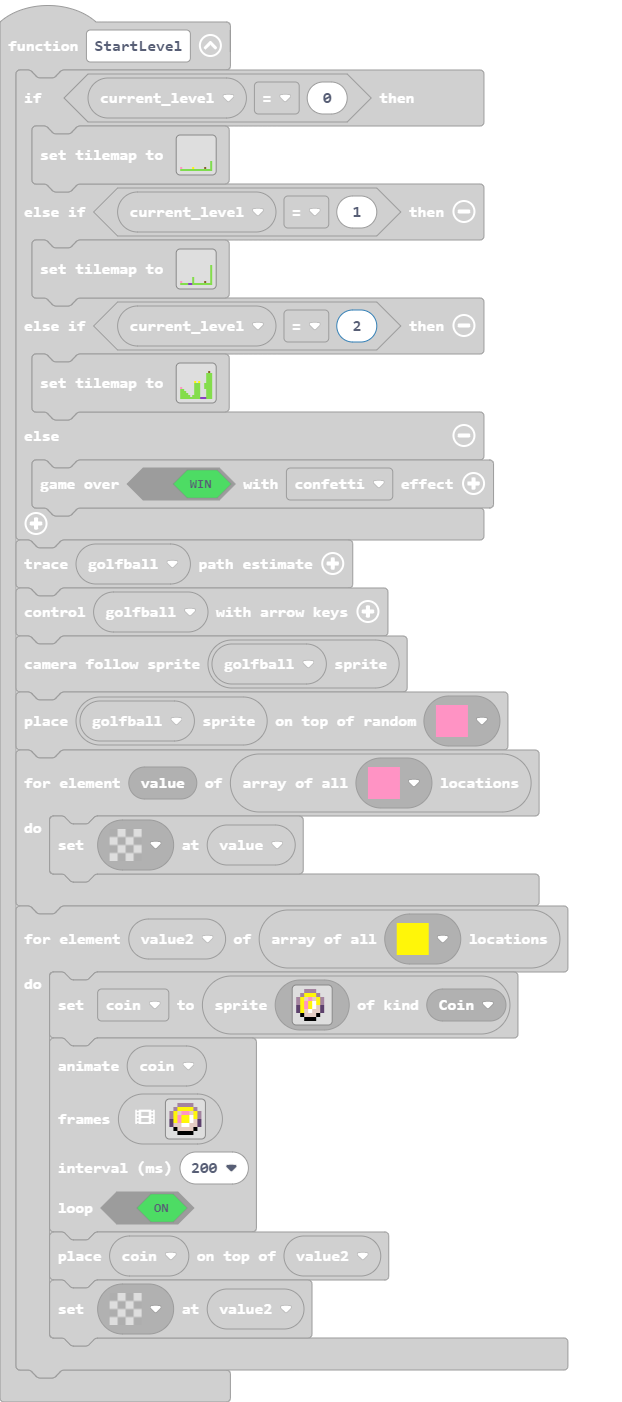 function StartLevel
if current_level = 0 then
set tilemap to
else if current_level = 1 then
set tilemap to
else if current_level = 2 then
set tilemap to
else
game over WIN with confetti effect
trace golfball path estimate
control golfball with arrow keys
camera follow sprite golfball sprite
place golfball sprite on top of random
for element value of array of all locations
do
set at value
for element value2 of array of all locations
do
set coin to sprite of kind Coin
animate coin
frames
interval (ms) 200
loop ON
place coin on top of value2
set at value2